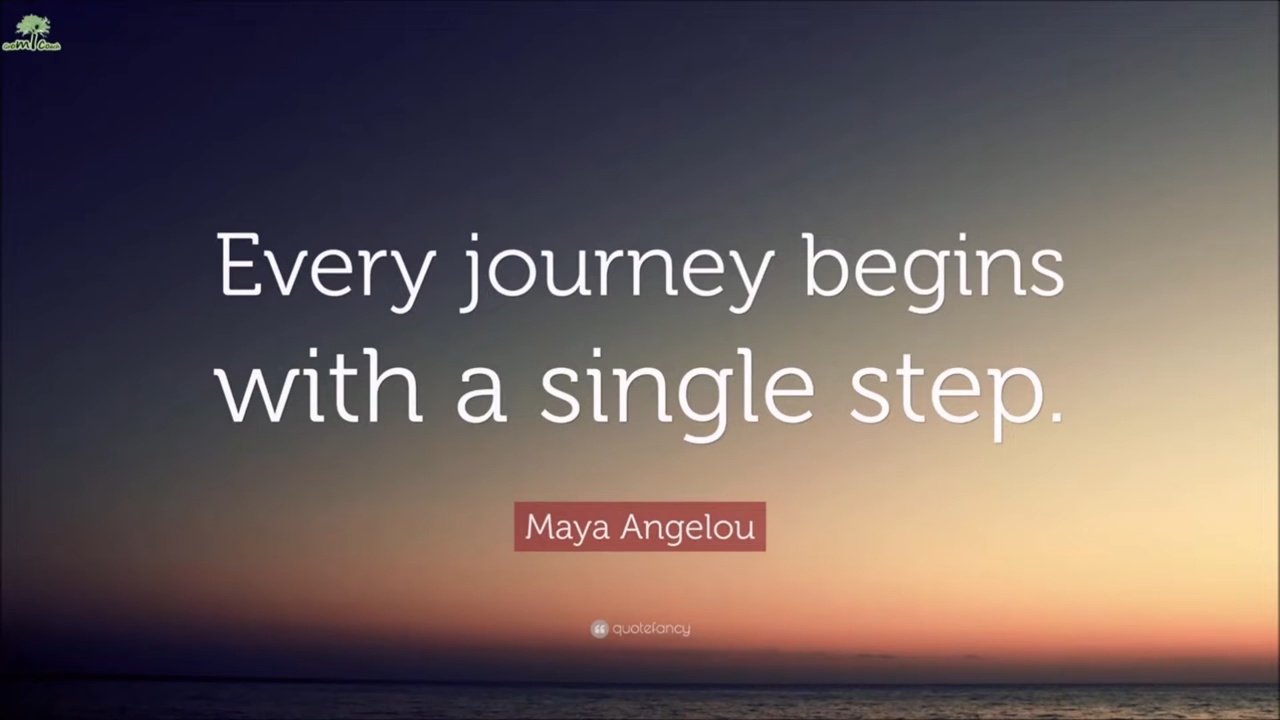 Every journey begins
with a single step.
Maya Angelou
quotefancy